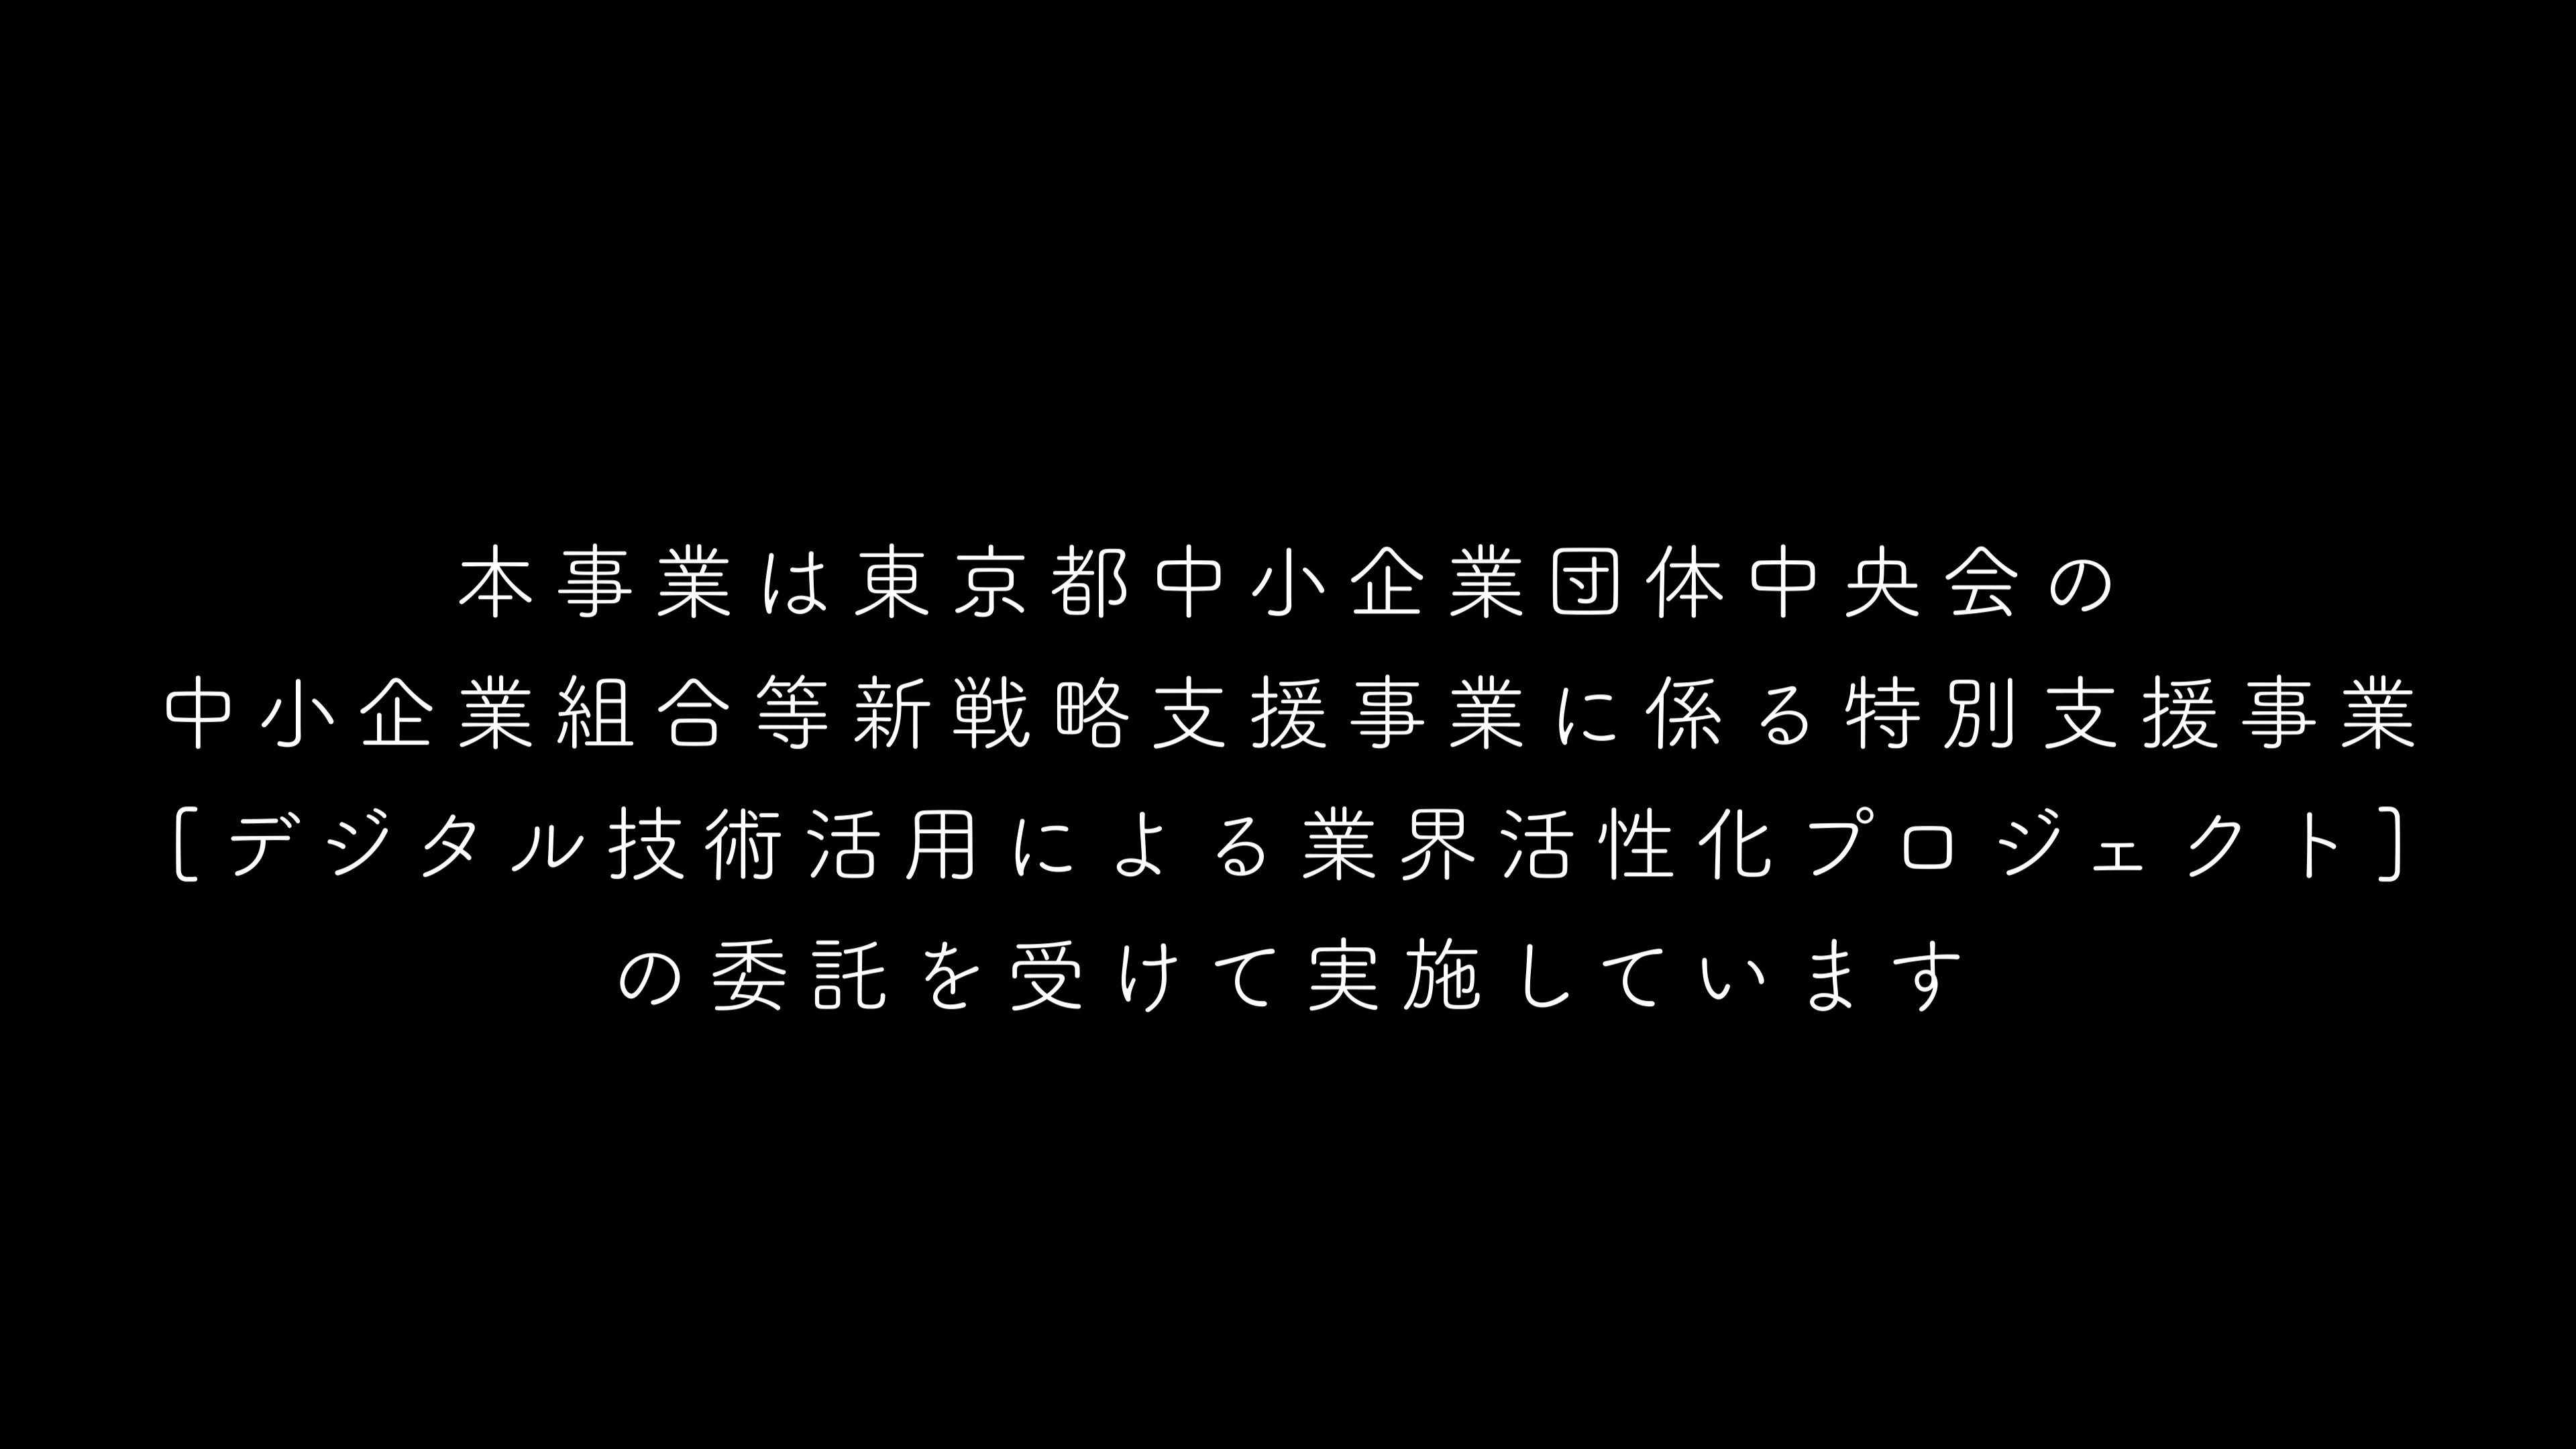 本事業は東京都中小企業団体中央会の
中小企業組合等新戦略支援事業に係る特別支援事業
[デジタル技術活用による業界活性化プロジェクト]
の委託を受けて実施しています